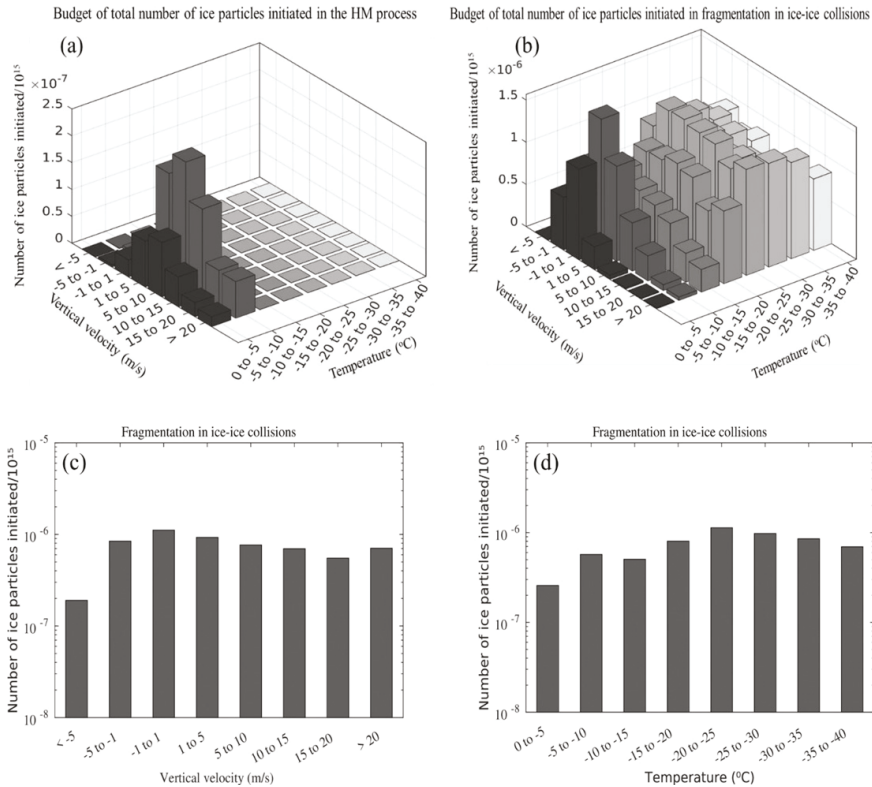 Budget of total number of ice particles initiated in the HM process
(a)
×10⁻⁷
2.5
2
1.5
1
0.5
0
Number of ice particles initiated/10¹⁵
< -5
-5 to -1
-1 to 1
1 to 5
5 to 10
10 to 15
15 to 20
> 20
Vertical velocity (m/s)
0 to -5
-5 to -10
-10 to -15
-15 to -20
-20 to -25
-25 to -30
-30 to -35
-35 to -40
Temperature (⁰C)
Budget of total number of ice particles initiated in fragmentation in ice-ice collisions
(b)
×10⁻⁶
1.5
1
0.5
0
Number of ice particles initiated/10¹⁵
< -5
-5 to -1
-1 to 1
1 to 5
5 to 10
10 to 15
15 to 20
> 20
Vertical velocity (m/s)
0 to -5
-5 to -10
-10 to -15
-15 to -20
-20 to -25
-25 to -30
-30 to -35
-35 to -40
Temperature (⁰C)
Fragmentation in ice-ice collisions
(c)
10⁻⁵
10⁻⁶
10⁻⁷
10⁻⁸
Number of ice particles initiated/10¹⁵
< -5
-5 to -1
-1 to 1
1 to 5
5 to 10
10 to 15
15 to 20
> 20
Vertical velocity (m/s)
Fragmentation in ice-ice collisions
(d)
10⁻⁵
10⁻⁶
10⁻⁷
10⁻⁸
Number of ice particles initiated/10¹⁵
0 to -5
-5 to -10
-10 to -15
-15 to -20
-20 to -25
-25 to -30
-30 to -35
-35 to -40
Temperature (⁰C)